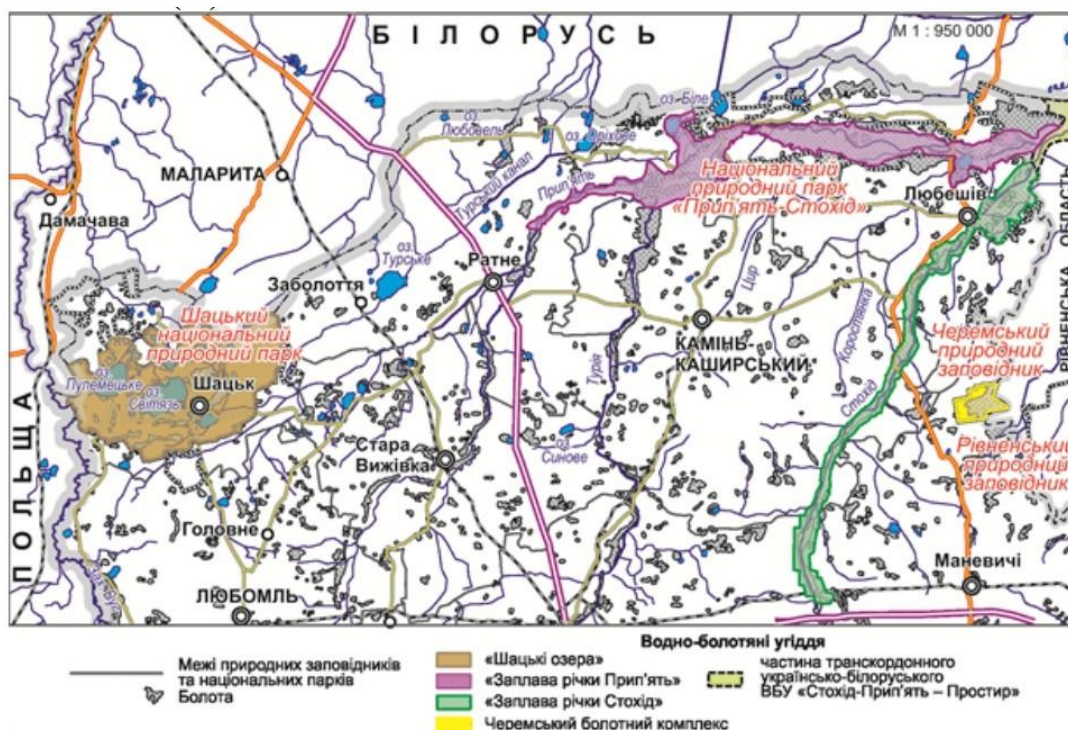 БІЛОРУСЬ
М 1 : 950 000
оз. Біле
оз.
Любовель
оз.
Оріхове
МАЛАРИТА
Турський канал
Прип'ять
Національний
природний парк
«Прип'ять Стохід»
Любешів
Дамачава
оз.
Турське
Ратне
Заболоття
Цир
РІВНЕНСЬКА ОБЛАСТЬ
Шацький
національний
природний парк
КАМІНЬ-
КАШИРСЬКИЙ
Коростянка
Черемський
природний
заповідник
Турія
Стохід
оз.
Пулемецьке
оз.
Світязь
Шацьк
ПОЛЬЩА
Стара
Вижівка
оз.
Синове
Рівненський
природний
заповідник
Головне
Маневичі
ЛЮБОМЛЬ
Водно-болотяні угіддя
Межі природних заповідників
та національних парків
Болота
«Шацькі озера»
«Заплава річки Прип'ять»
«Заплава річки Стохід»
Черемський болотний комплекс
частина транскордонного
українсько-білоруського
ВБУ «Стохід-Прип'ять – Простир»